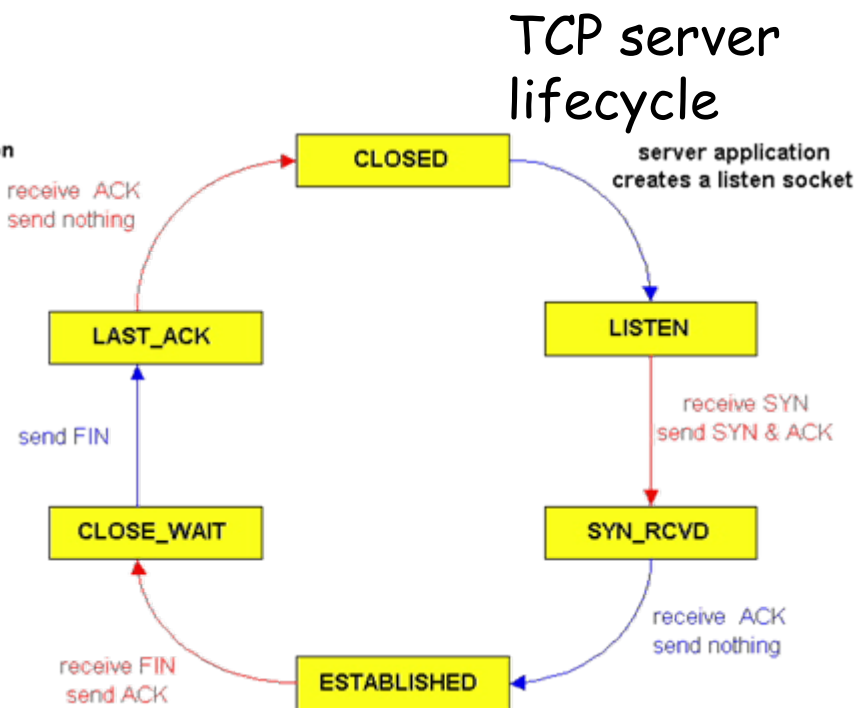 TCP server
lifecycle
n
CLOSED
server application
creates a listen socket
receive ACK
send nothing
LAST_ACK
LISTEN
receive SYN
send SYN & ACK
send FIN
CLOSE_WAIT
SYN_RCVD
receive ACK
send nothing
receive FIN
send ACK
ESTABLISHED